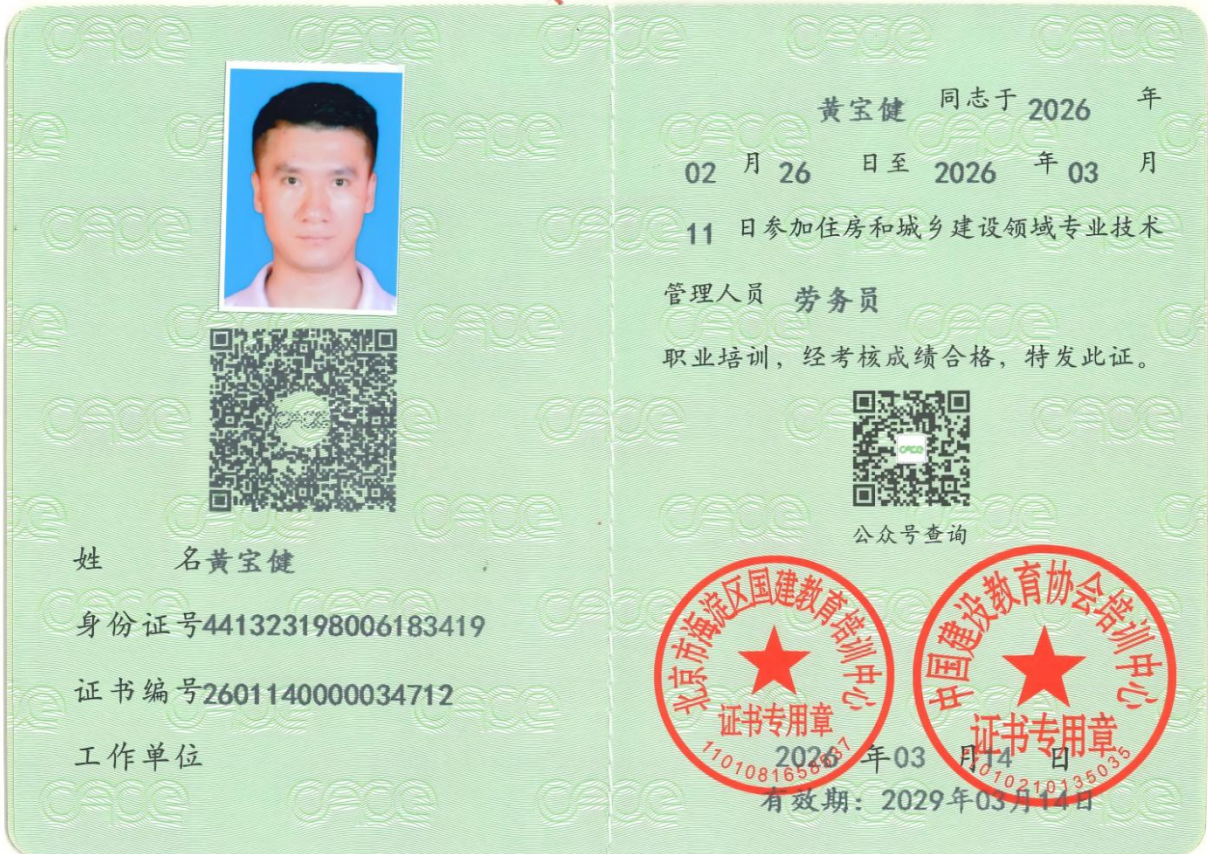 姓 名黄宝健
身份证号441323198006183419
证书编号2601140000034712
工作单位
黄宝健 同志于 2026 年
02 月 26 日至 2026 年 03 月
11 日参加住房和城乡建设领域专业技术
管理人员 劳务员
职业培训，经考核成绩合格，特发此证。
公众号查询
北京市海淀区国建教育培训中心
证书专用章
中国建设教育协会培训中心
证书专用章
2026 年03 月14 日
有效期：2029年03月14日